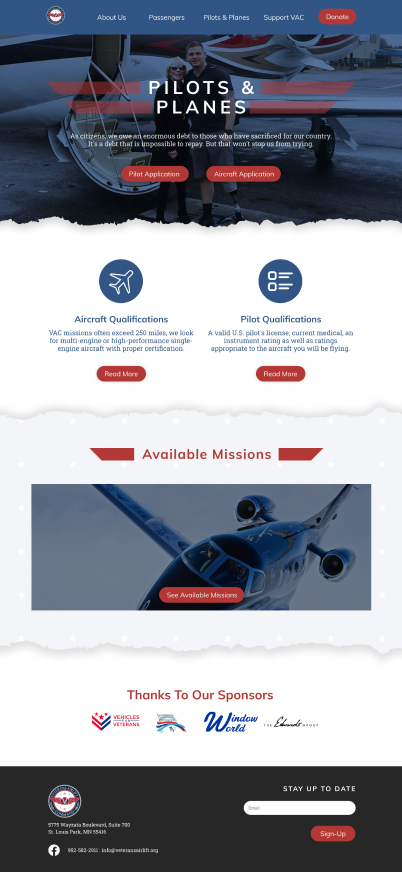 About Us Passengers Pilots & Planes Support VAC Donate
PILOTS &
PLANES
As citizens, we owe an enormous debt to those who have sacrificed for our country.
It's a debt that is impossible to repay. But that won't stop us from trying.
Pilot Application Aircraft Application
Aircraft Qualifications
VAC missions often exceed 250 miles, we look
for multi-engine or high-performance single-
engine aircraft with proper certification.
Read More
Pilot Qualifications
A valid U.S. pilot's license, current medical, an
instrument rating as well as ratings
appropriate to the aircraft you will be flying.
Read More
Available Missions
See Available Missions
Thanks To Our Sponsors
VEHICLES
FOR
VETERANS
Window
World
THE Edwards GROUP
5775 Wayzata Boulevard, Suite 700
St. Louis Park, MN 55416
952-582-2911 info@veteransairlift.org
STAY UP TO DATE
Email
Sign-Up